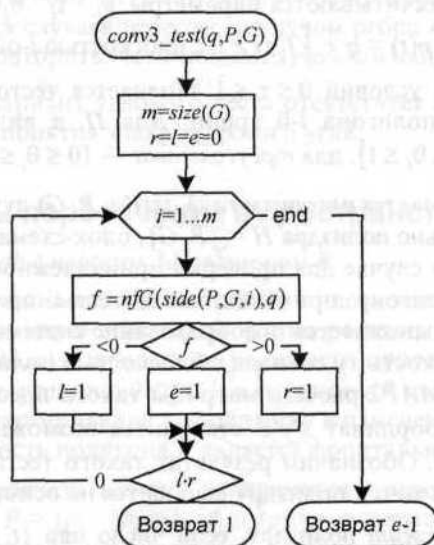 conv3_test(q,P,G)
m=size(G)
r=l=e=0
i=1...m
end
f=nfG(side(P,G,i),q)
<0
f
>0
l=1
e=1
r=1
0
l·r
Возврат 1
Возврат e-1